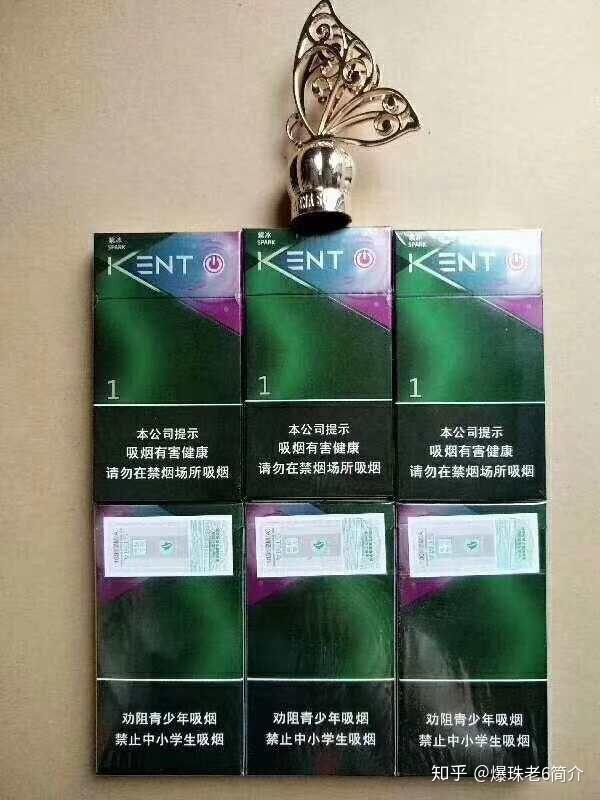 紫冰
SPARK
KENT
1
本公司提示
吸烟有害健康
请勿在禁烟场所吸烟
紫冰
SPARK
KENT
1
本公司提示
吸烟有害健康
请勿在禁烟场所吸烟
紫冰
SPARK
KENT
1
本公司提示
吸烟有害健康
请勿在禁烟场所吸烟
劝阻青少年吸烟
禁止中小学生吸烟
劝阻青少年吸烟
禁止中小学生吸烟
劝阻青少年吸烟
禁止中小学生吸烟
知乎 @爆珠老6简介